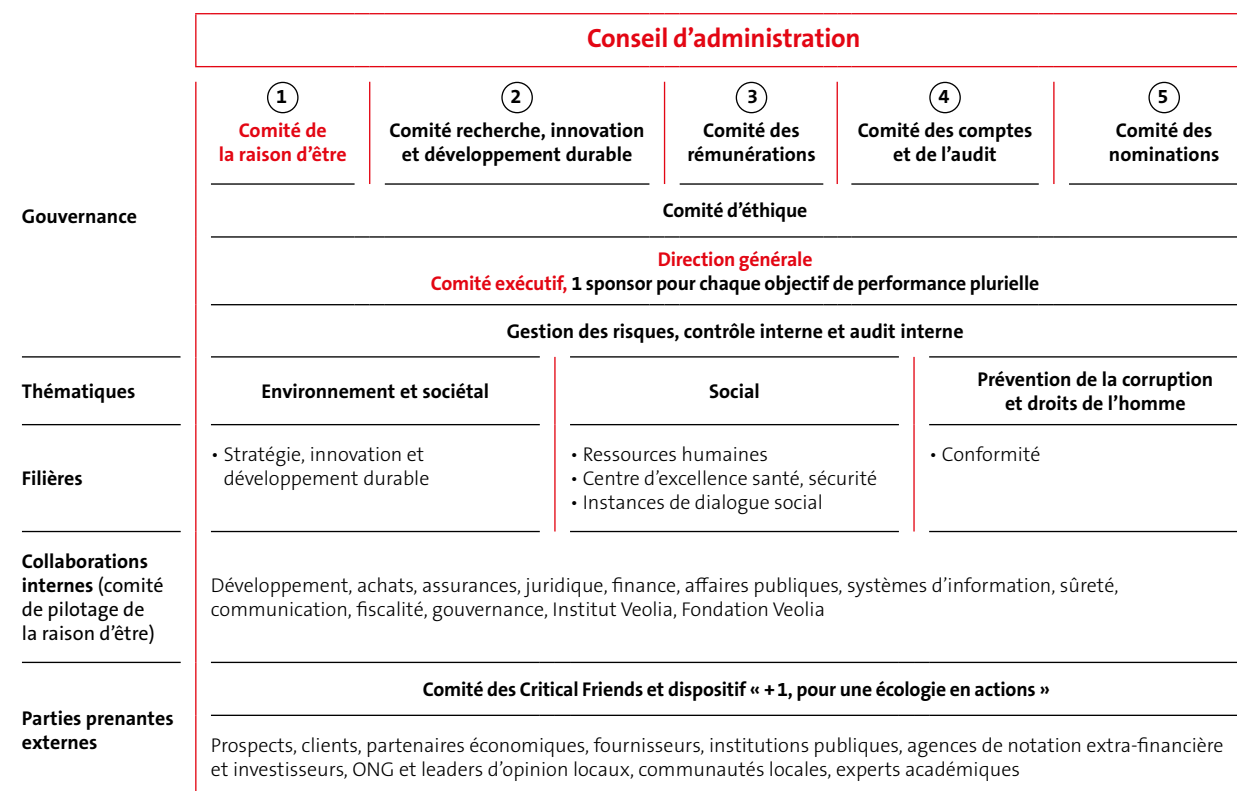 Conseil d’administration
1
Comité de
la raison d’être
2
Comité recherche, innovation
et développement durable
3
Comité des
rémunérations
4
Comité des comptes
et de l’audit
5
Comité des
nominations
Gouvernance
Comité d’éthique
Direction générale
Comité exécutif, 1 sponsor pour chaque objectif de performance plurielle
Gestion des risques, contrôle interne et audit interne
Thématiques
Environnement et sociétal
Social
Prévention de la corruption
et droits de l’homme
Filières
• Stratégie, innovation et
développement durable
• Ressources humaines
• Centre d’excellence santé, sécurité
• Instances de dialogue social
• Conformité
Collaborations
internes (comité
de pilotage de
la raison d’être)
Développement, achats, assurances, juridique, finance, affaires publiques, systèmes d’information, sûreté,
communication, fiscalité, gouvernance, Institut Veolia, Fondation Veolia
Parties prenantes
externes
Comité des Critical Friends et dispositif « +1, pour une écologie en actions »
Prospects, clients, partenaires économiques, fournisseurs, institutions publiques, agences de notation extra-financière
et investisseurs, ONG et leaders d’opinion locaux, communautés locales, experts académiques